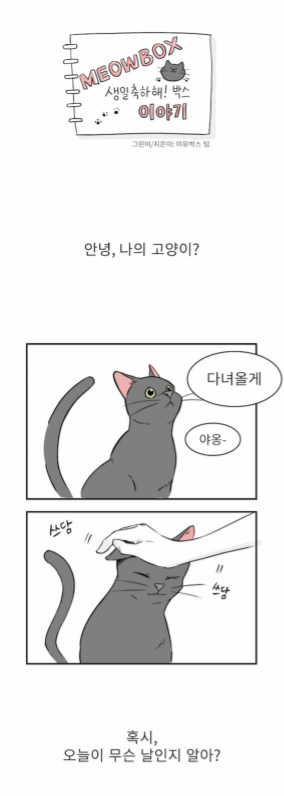 MEOWBOX
생일축하해! 박스
이야기
그린이/지은이: 미유박스 팀
안녕, 나의 고양이?
다녀올게
야옹-
쓰담
쓰담
혹시,
오늘이 무슨 날인지 알아?